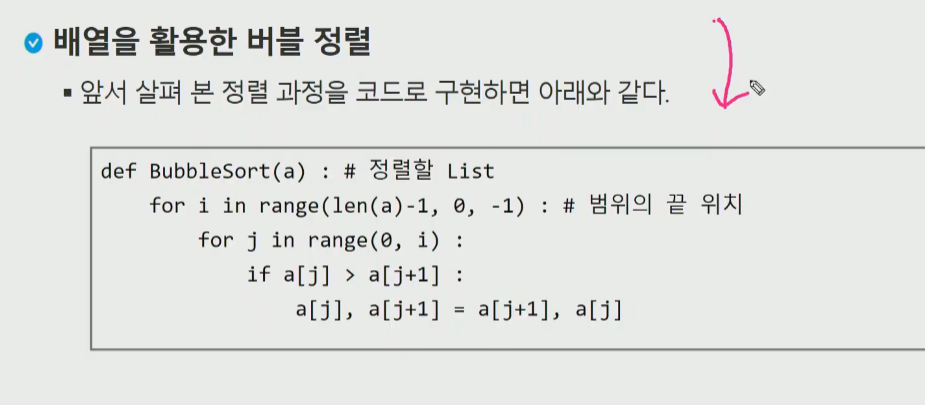 배열을 활용한 버블 정렬
▪ 앞서 살펴 본 정렬 과정을 코드로 구현하면 아래와 같다.
def BubbleSort(a) : # 정렬할 List
    for i in range(len(a)-1, 0, -1) : # 범위의 끝 위치
        for j in range(0, i) :
            if a[j] > a[j+1] :
                a[j], a[j+1] = a[j+1], a[j]